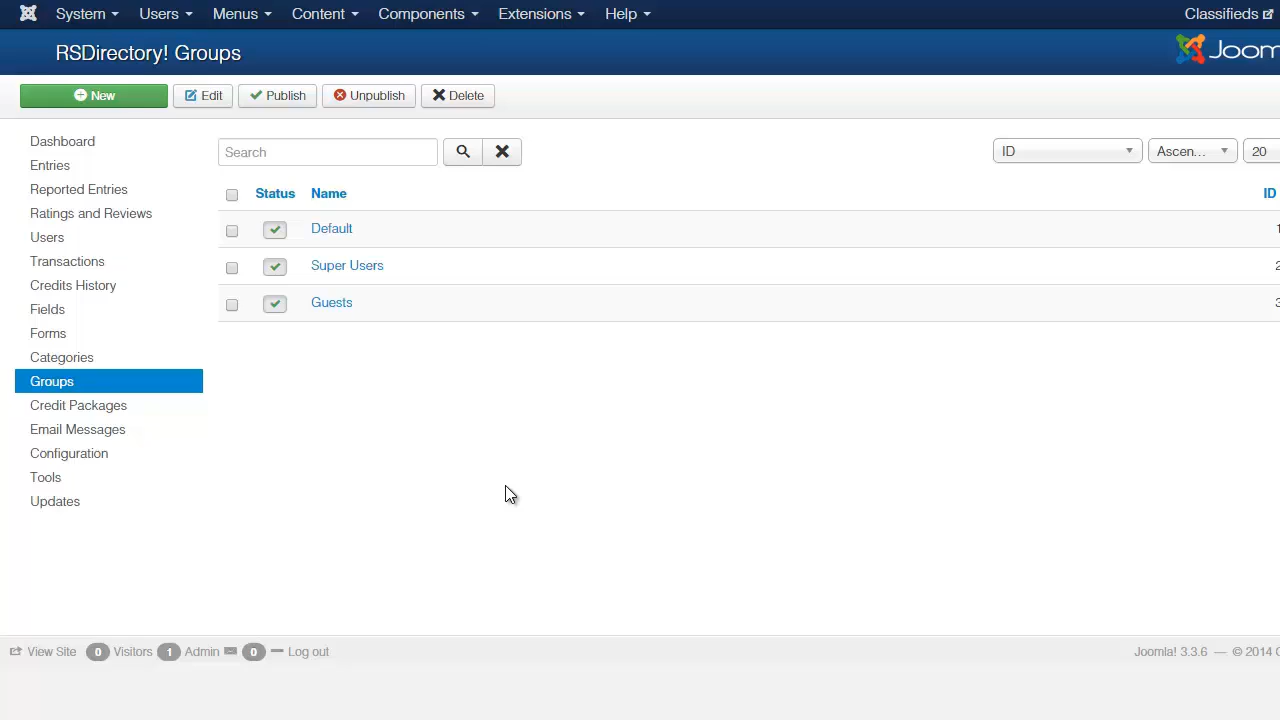 System Users Menus Content Components Extensions Help Classifieds
RSDirectory! Groups
New Edit Publish Unpublish Delete
Dashboard
Entries
Reported Entries
Ratings and Reviews
Users
Transactions
Credits History
Fields
Forms
Categories
Groups
Credit Packages
Email Messages
Configuration
Tools
Updates
Search ID Ascen... 20
Status Name ID
Default
Super Users 2
Guests 3
View Site 0 Visitors 1 Admin 0 Log out Joomla! 3.3.6 — © 2014